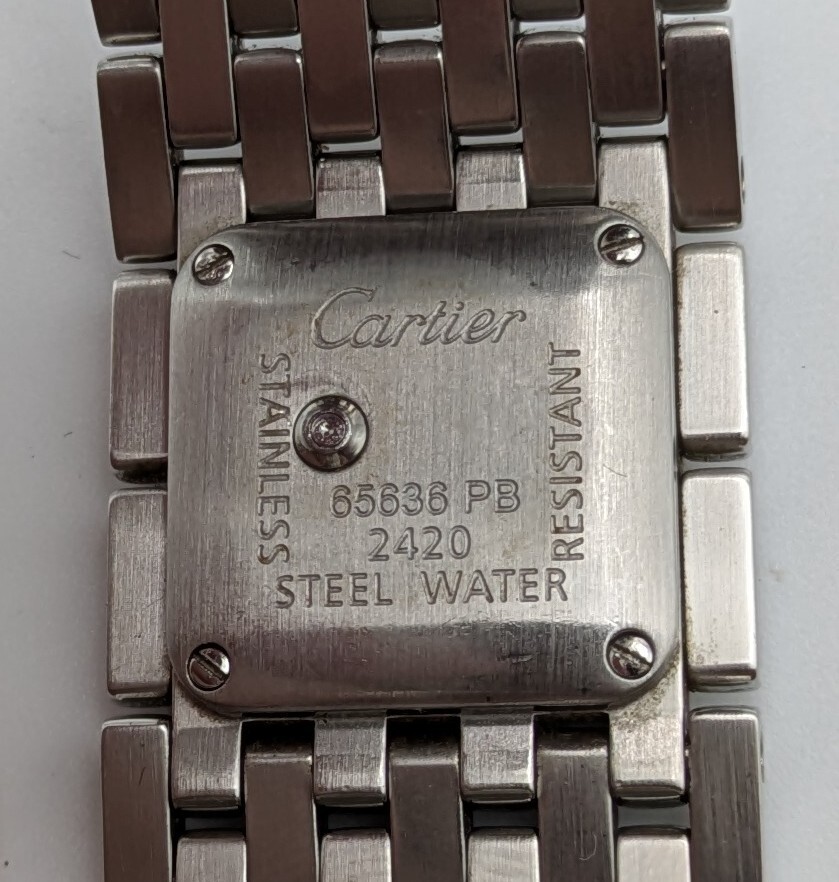 Cartier
STAINLESS
65636 PB
2420
STEEL WATER
RESISTANT